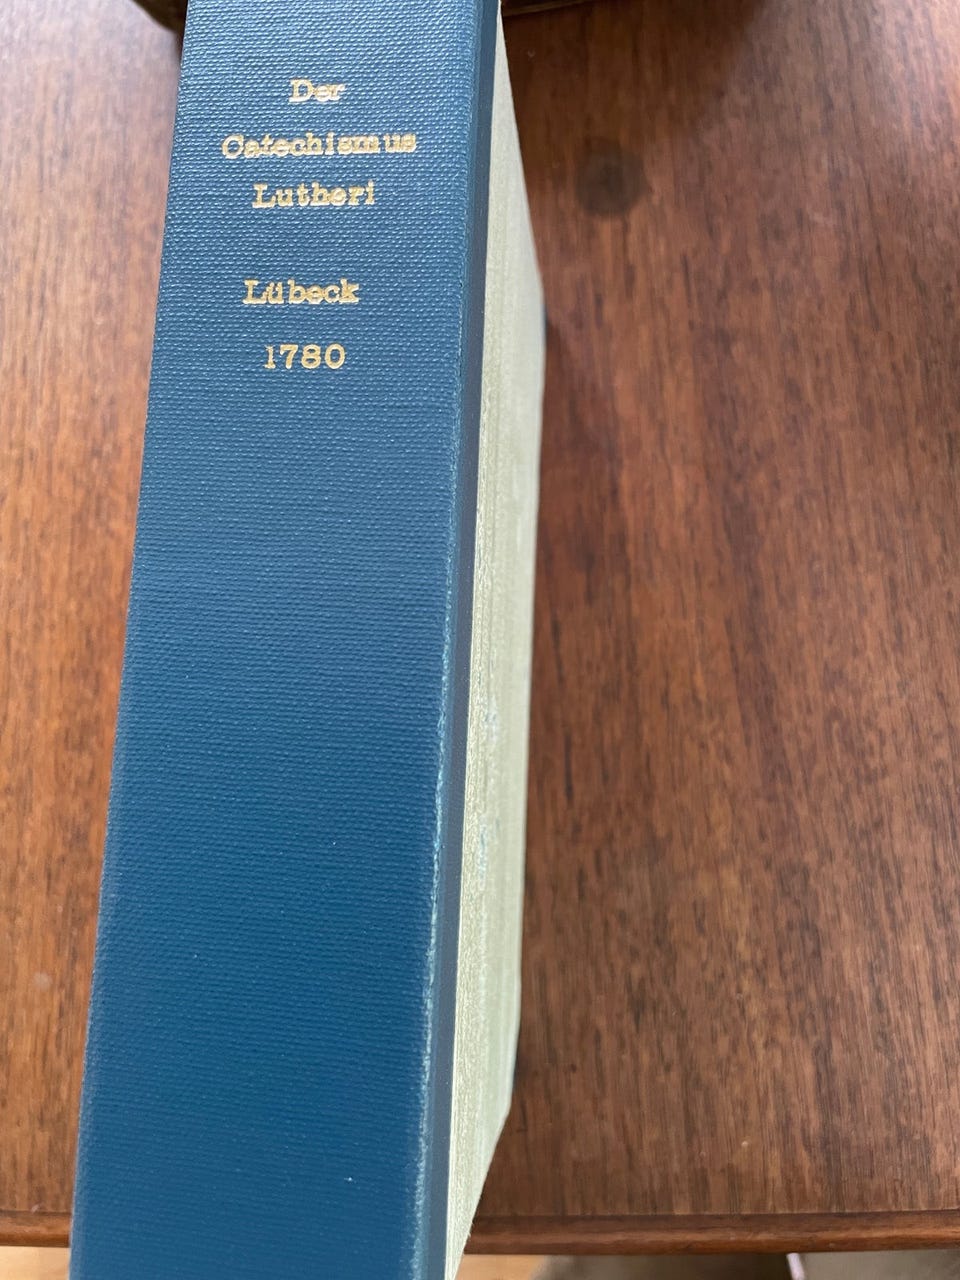 Der
Catechismus
Lutheri
Lübeck
1780